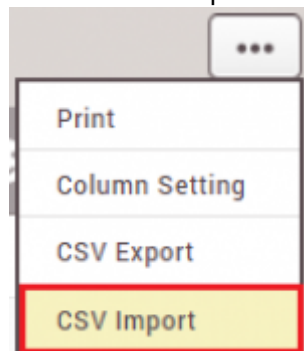 •••
Print
Column Setting
CSV Export
CSV Import